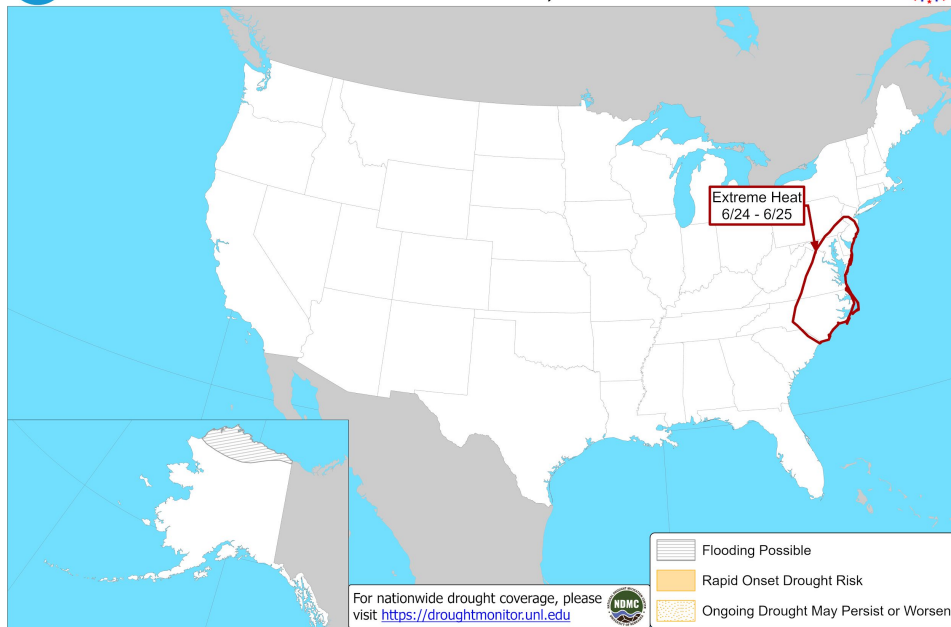 Extreme Heat
6/24 - 6/25
Flooding Possible
Rapid Onset Drought Risk
Ongoing Drought May Persist or Worsen
For nationwide drought coverage, please
visit https://droughtmonitor.unl.edu
NDMC